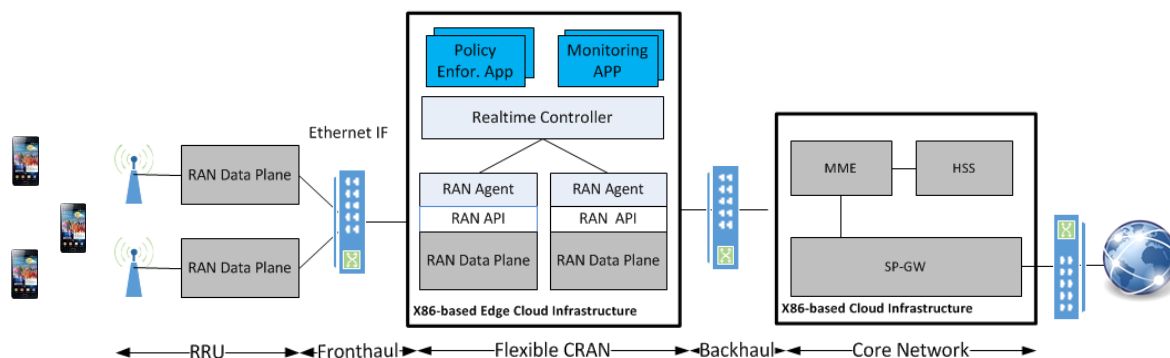 Policy
Enfor. App
Monitoring
APP
Realtime Controller
Ethernet IF
RAN Data Plane
RAN Data Plane
RAN Agent
RAN API
RAN Data Plane
RAN Agent
RAN API
RAN Data Plane
X86-based Edge Cloud Infrastructure
MME
HSS
SP-GW
X86-based Cloud Infrastructure
RRU
Fronthaul
Flexible CRAN
Backhaul
Core Network